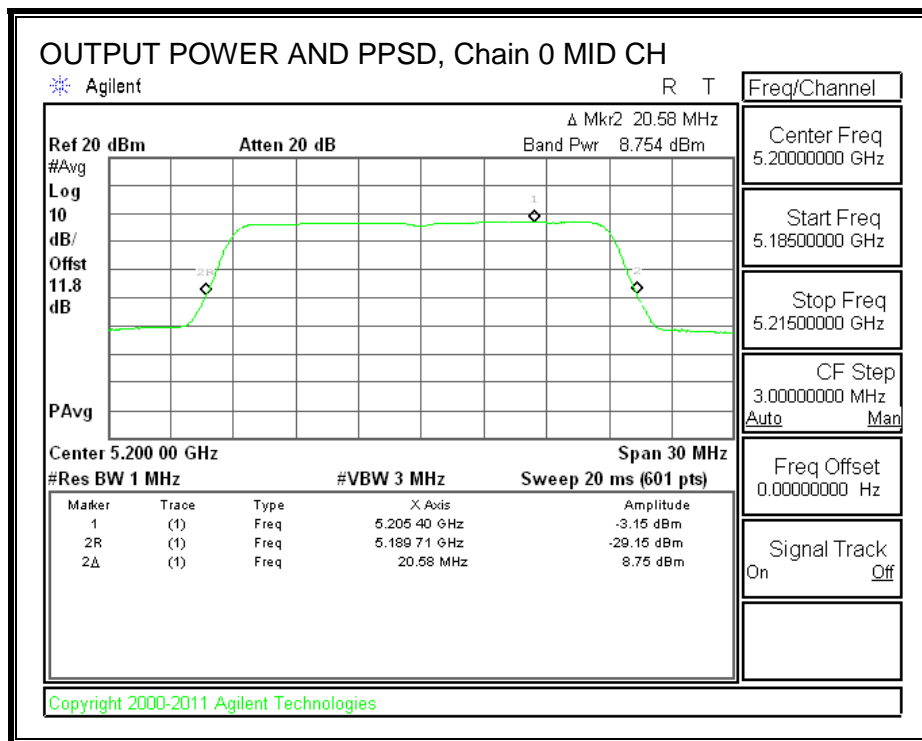 OUTPUT POWER AND PPSD, Chain 0 MID CH
Agilent R T
Δ Mkr2 20.58 MHz
Ref 20 dBm Atten 20 dB Band Pwr 8.754 dBm
#Avg
Log
10
dB/
Offst
11.8
dB
PAvg
1
2R
2
Center 5.200 00 GHz Span 30 MHz
#Res BW 1 MHz #VBW 3 MHz Sweep 20 ms (601 pts)
Marker Trace Type X Axis Amplitude
1 (1) Freq 5.205 40 GHz -3.15 dBm
2R (1) Freq 5.189 71 GHz -29.15 dBm
2Δ (1) Freq 20.58 MHz 8.75 dBm
Freq/Channel
Center Freq
5.20000000 GHz
Start Freq
5.18500000 GHz
Stop Freq
5.21500000 GHz
CF Step
3.00000000 MHz
Auto Man
Freq Offset
0.00000000 Hz
Signal Track
On Off
Copyright 2000-2011 Agilent Technologies